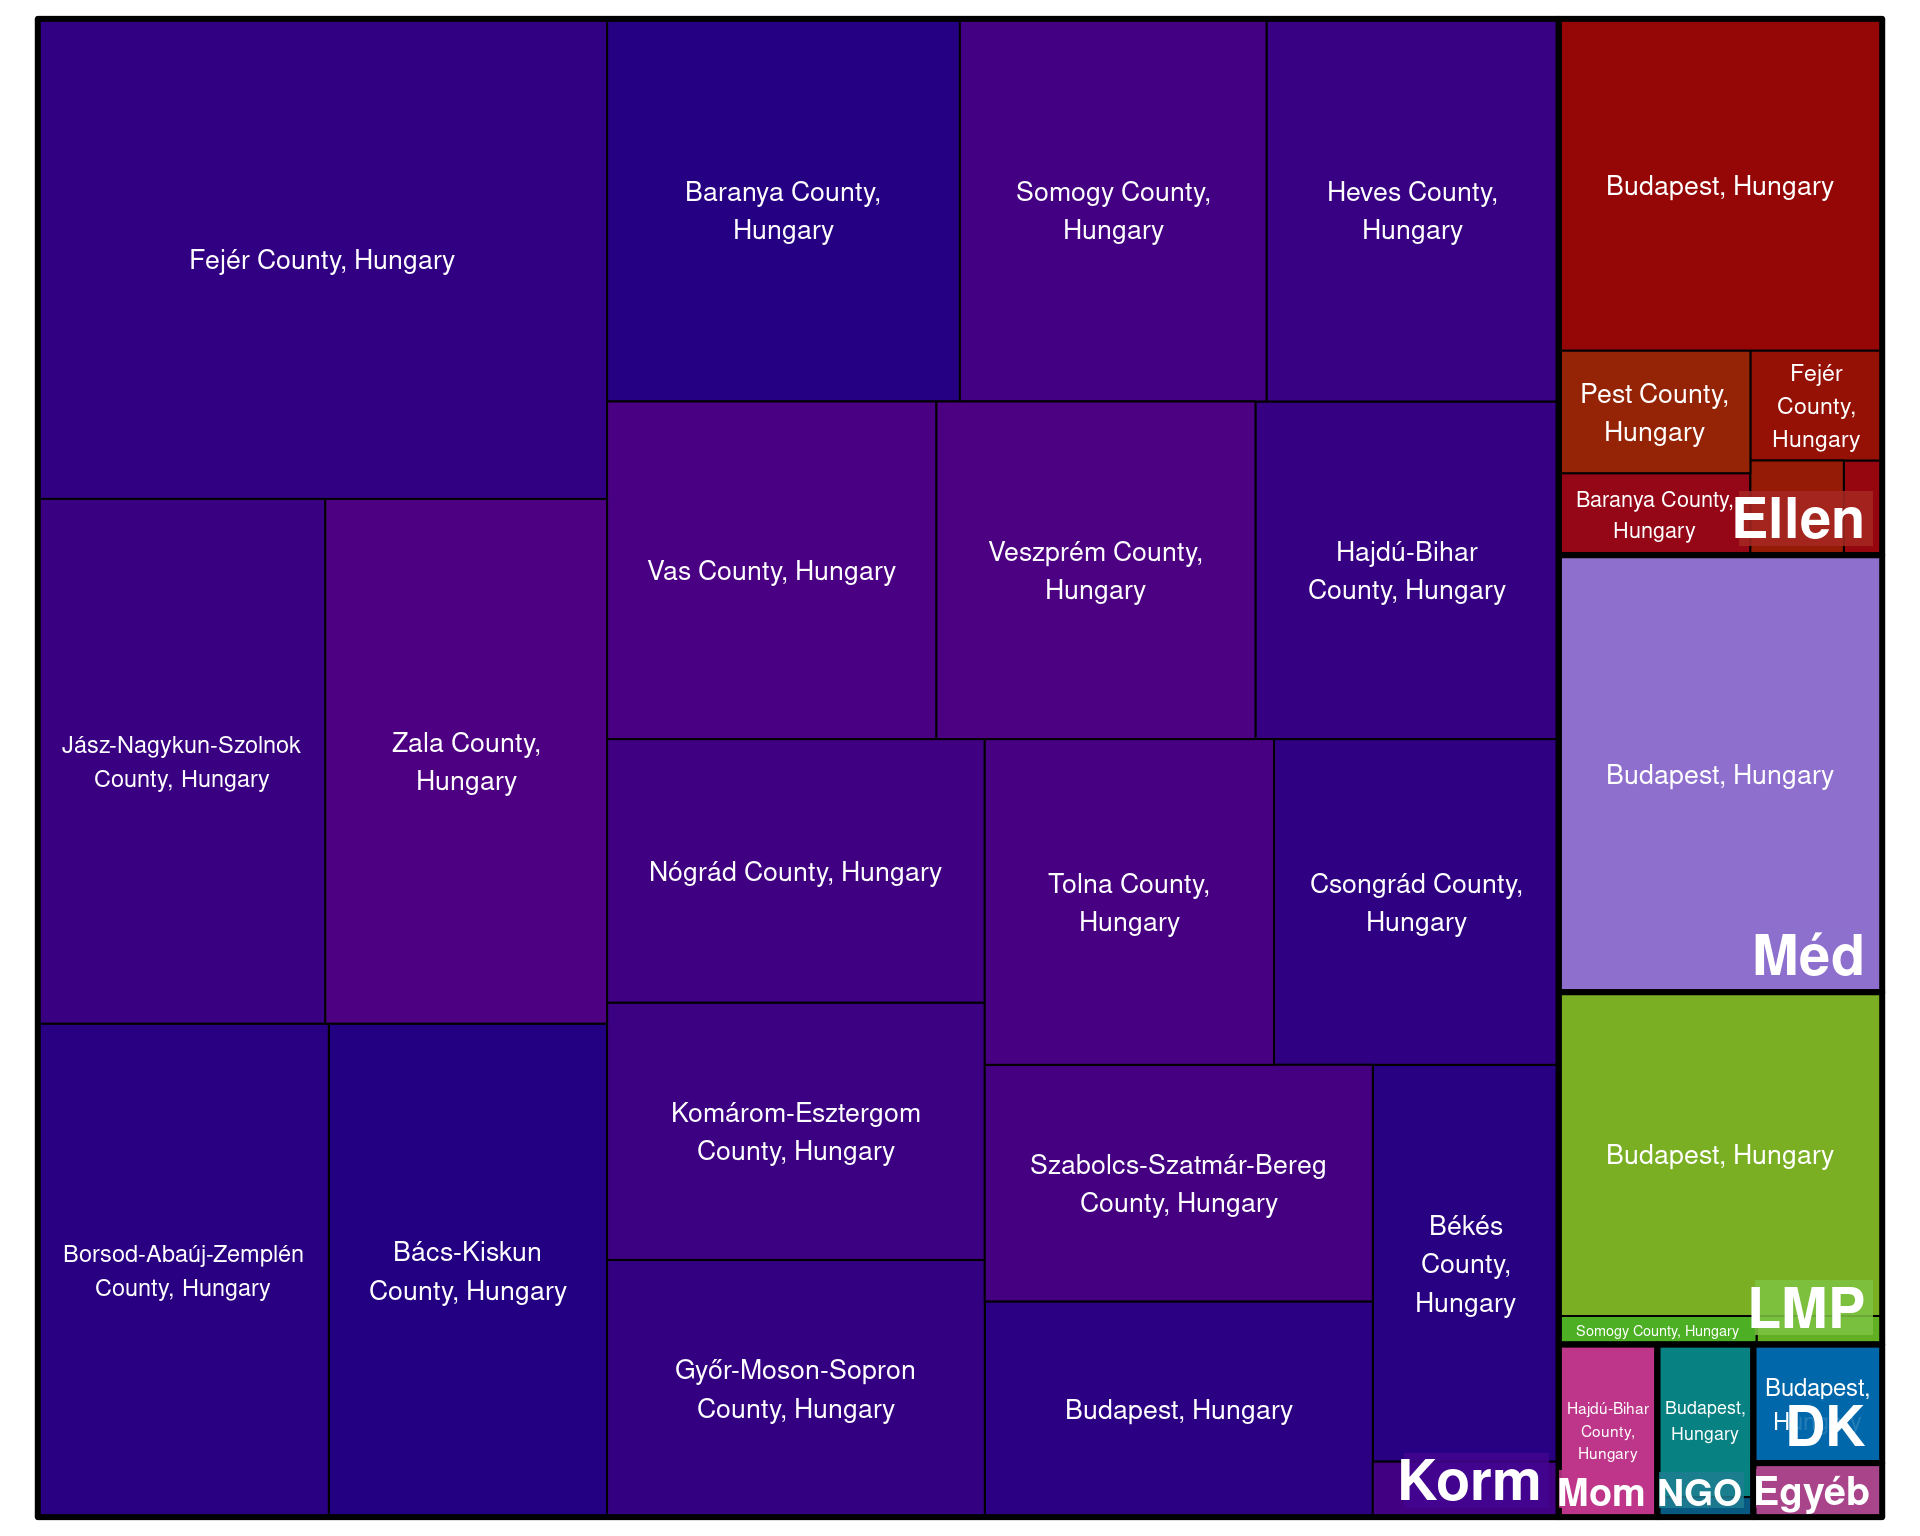 Fejér County, Hungary
Baranya County,
Hungary
Somogy County,
Hungary
Heves County,
Hungary
Jász-Nagykun-Szolnok
County, Hungary
Zala County,
Hungary
Vas County, Hungary
Veszprém County,
Hungary
Hajdú-Bihar
County, Hungary
Nógrád County, Hungary
Tolna County,
Hungary
Csongrád County,
Hungary
Borsod-Abaúj-Zemplén
County, Hungary
Bács-Kiskun
County, Hungary
Komárom-Esztergom
County, Hungary
Győr-Moson-Sopron
County, Hungary
Szabolcs-Szatmár-Bereg
County, Hungary
Budapest, Hungary
Békés
County,
Hungary
Korm
Budapest, Hungary
Pest County,
Hungary
Fejér
County,
Hungary
Baranya County,
Hungary
Ellen
Budapest, Hungary
Méd
Budapest, Hungary
Somogy County, Hungary
LMP
Hajdú-Bihar
County,
Hungary
Mom
Budapest,
Hungary
NGO
Budapest,
Hungary
DK
Egyéb